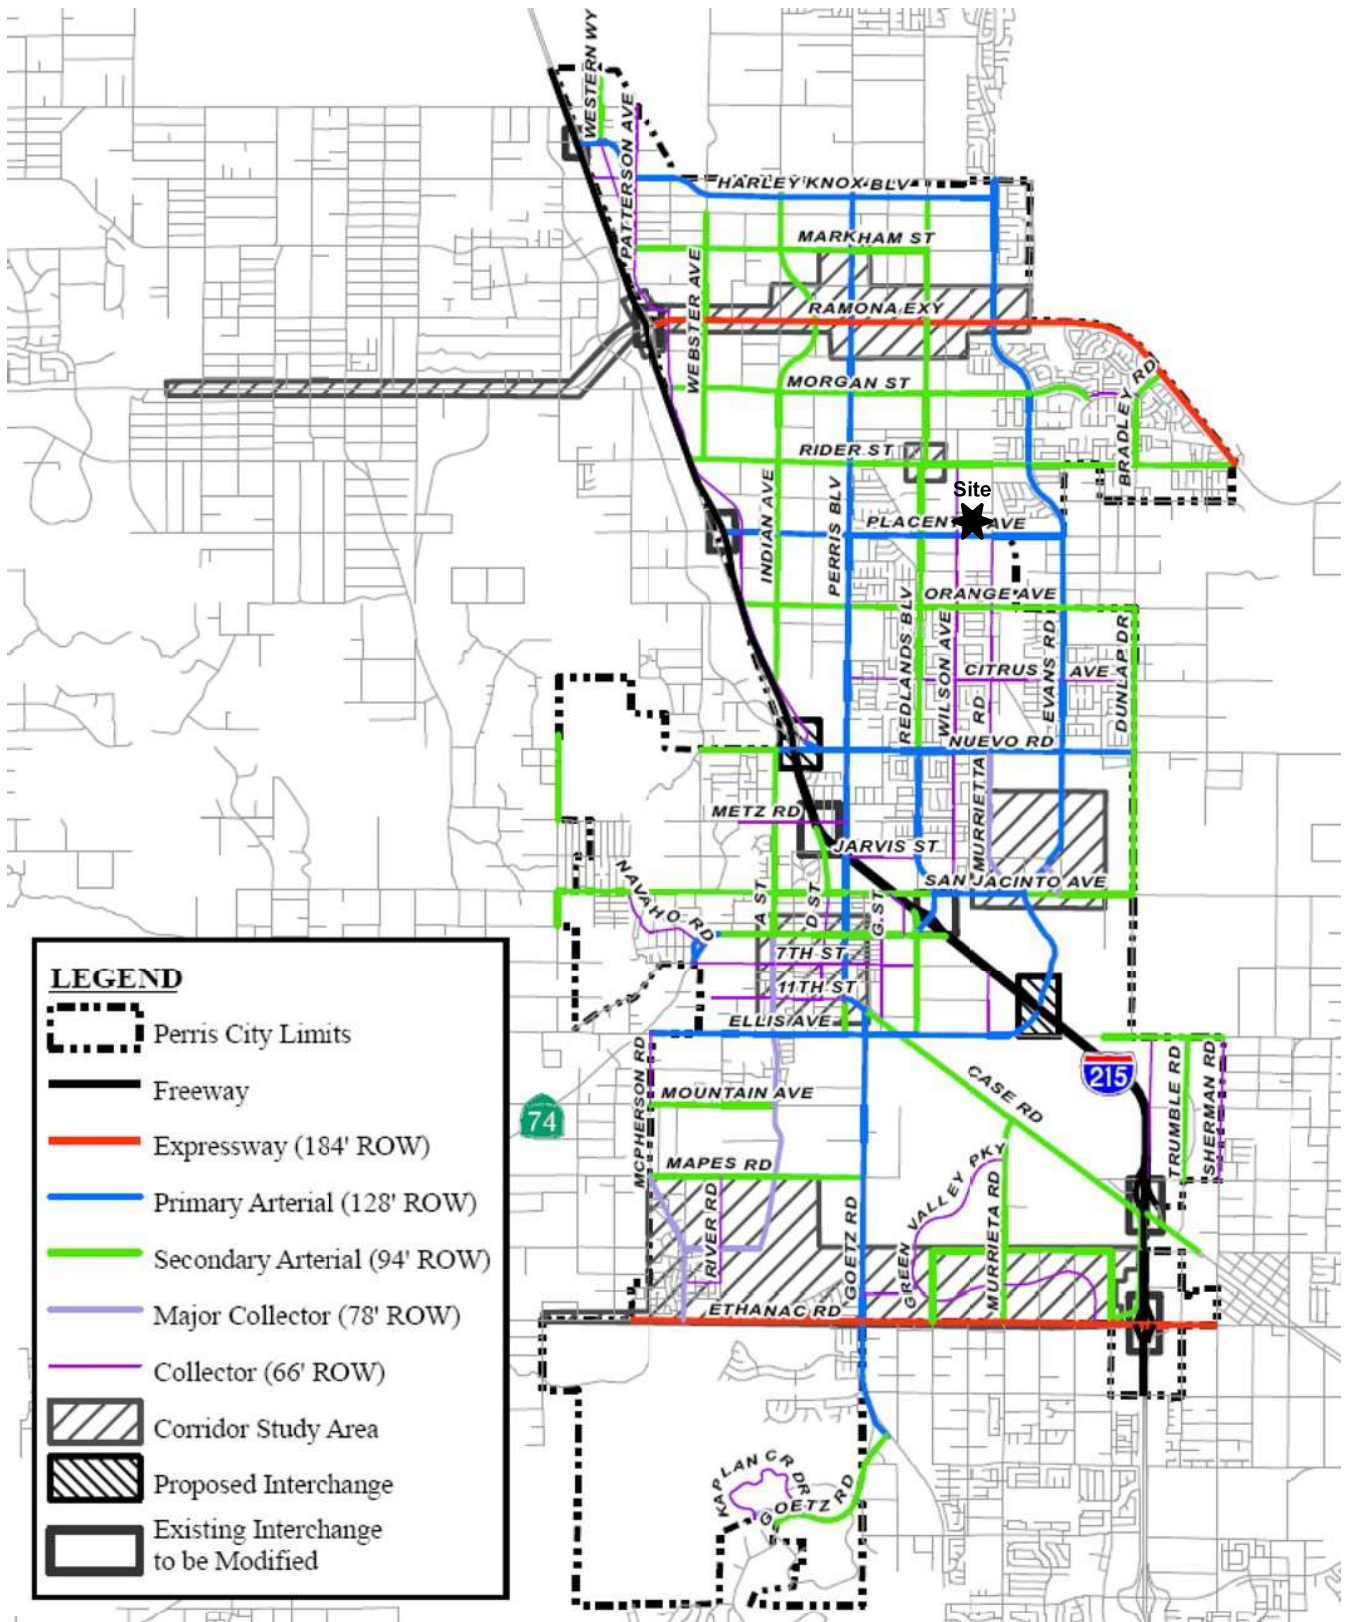 WESTERN WY
PATTERSON AVE
HARLEY KNOX BLV
MARKHAM ST
WEBSTER AVE
RAMONA EXY
MORGAN ST
BRADLEY RD
RIDER ST
INDIAN AVE
PERRIS BLV
Site
PLACENT AVE
ORANGE AVE
REDLANDS BLV
WILSON AVE
CITRUS AVE
EVANS RD
DUNLAP DR
NUEVO RD
MURRIETTA RD
METZ RD
JARVIS ST
SAN JACINTO AVE
NAVAHO RD
A ST
D ST
G ST
7TH ST
11TH ST
ELLIS AVE
215
74
CASE RD
MCPHERSON RD
MOUNTAIN AVE
TRUMBLE RD
SHERMAN RD
MAPES RD
RIVER RD
GOETZ RD
GREEN VALLEY PKY
MURRIETA RD
ETHANAC RD
KAPLAN CR DR
GOETZ RD
LEGEND
Perris City Limits
Freeway
Expressway (184' ROW)
Primary Arterial (128' ROW)
Secondary Arterial (94' ROW)
Major Collector (78' ROW)
Collector (66' ROW)
Corridor Study Area
Proposed Interchange
Existing Interchange
to be Modified